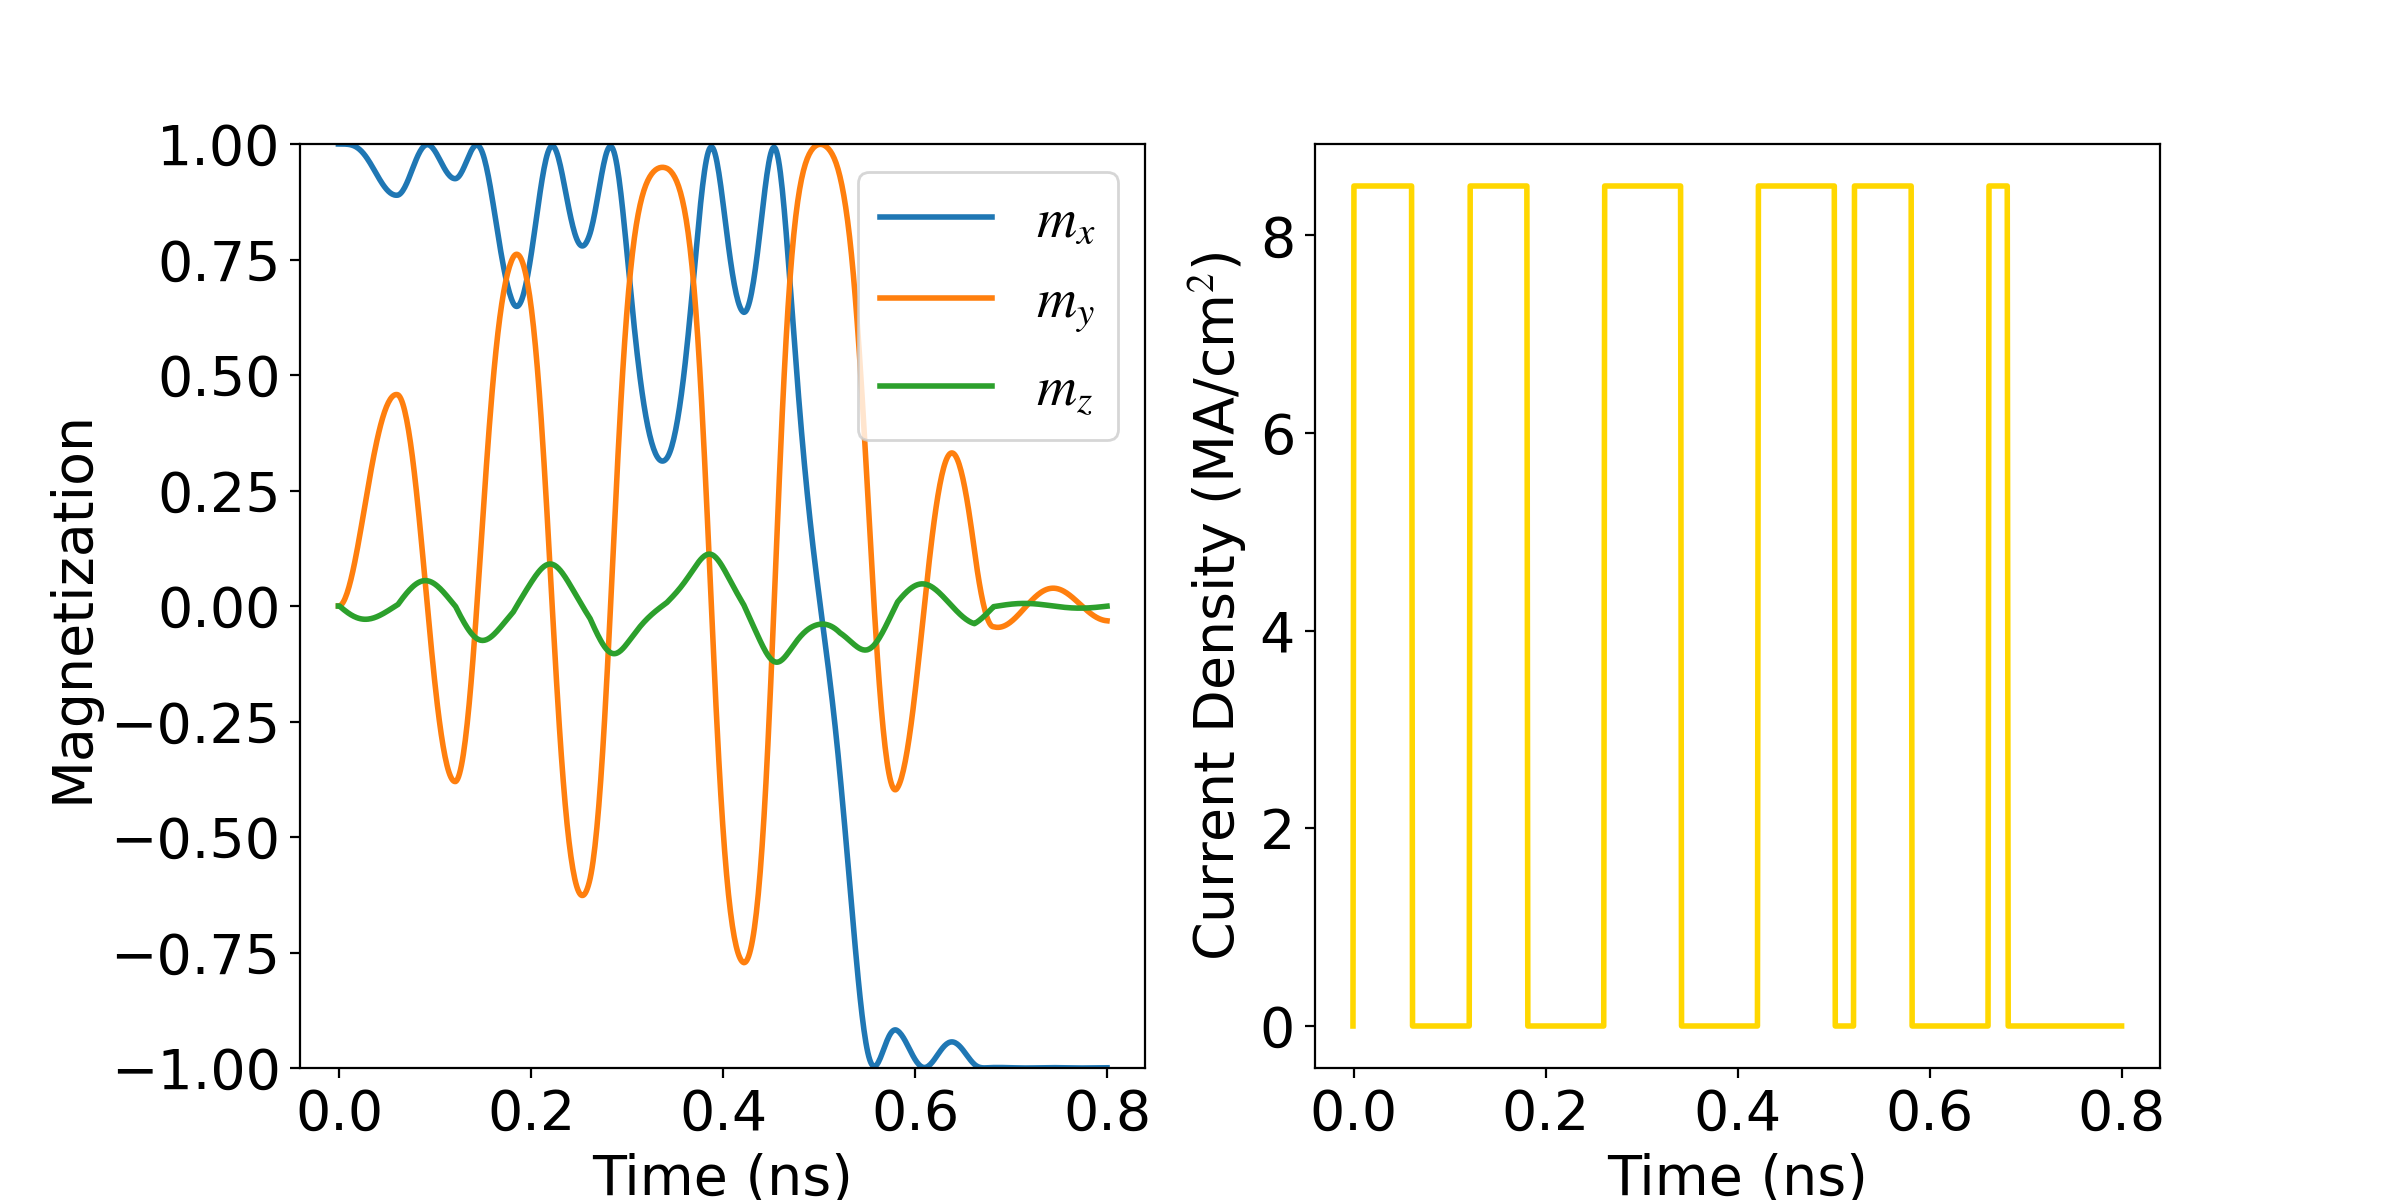 1.00
0.75
0.50
0.25
0.00
−0.25
−0.50
−0.75
−1.00
Magnetization
0.0 0.2 0.4 0.6 0.8
Time (ns)
m_x
m_y
m_z
8
6
4
2
0
Current Density (MA/cm²)
0.0 0.2 0.4 0.6 0.8
Time (ns)